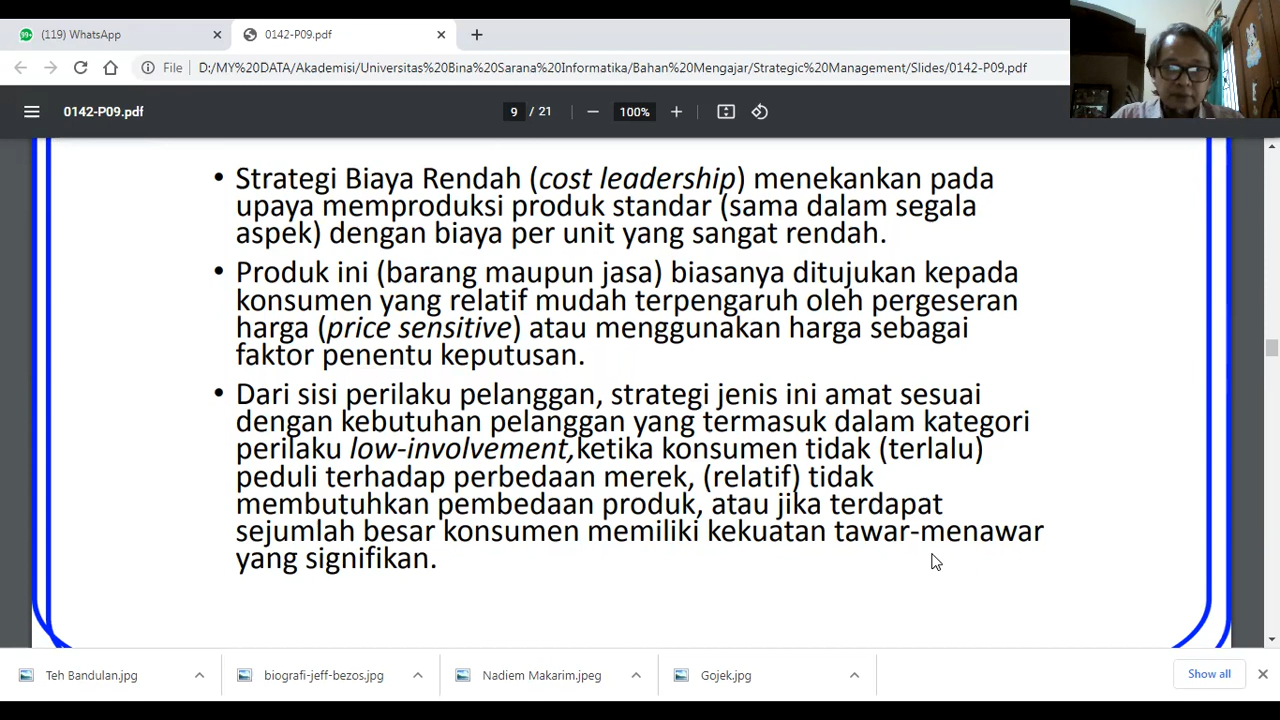 (119) WhatsApp
0142-P09.pdf
File
D:/MY%20DATA/Akademisi/Universitas%20Bina%20Sarana%20Informatika/Bahan%20Mengajar/Strategic%20Management/Slides/0142-P09.pdf
0142-P09.pdf
9 / 21
100%
• Strategi Biaya Rendah (cost leadership) menekankan pada
upaya memproduksi produk standar (sama dalam segala
aspek) dengan biaya per unit yang sangat rendah.
• Produk ini (barang maupun jasa) biasanya ditujukan kepada
konsumen yang relatif mudah terpengaruh oleh pergeseran
harga (price sensitive) atau menggunakan harga sebagai
faktor penentu keputusan.
• Dari sisi perilaku pelanggan, strategi jenis ini amat sesuai
dengan kebutuhan pelanggan yang termasuk dalam kategori
perilaku low-involvement,ketika konsumen tidak (terlalu)
peduli terhadap perbedaan merek, (relatif) tidak
membutuhkan pembedaan produk, atau jika terdapat
sejumlah besar konsumen memiliki kekuatan tawar-menawar
yang signifikan.
Teh Bandulan.jpg
biografi-jeff-bezos.jpg
Nadiem Makarim.jpeg
Gojek.jpg
Show all